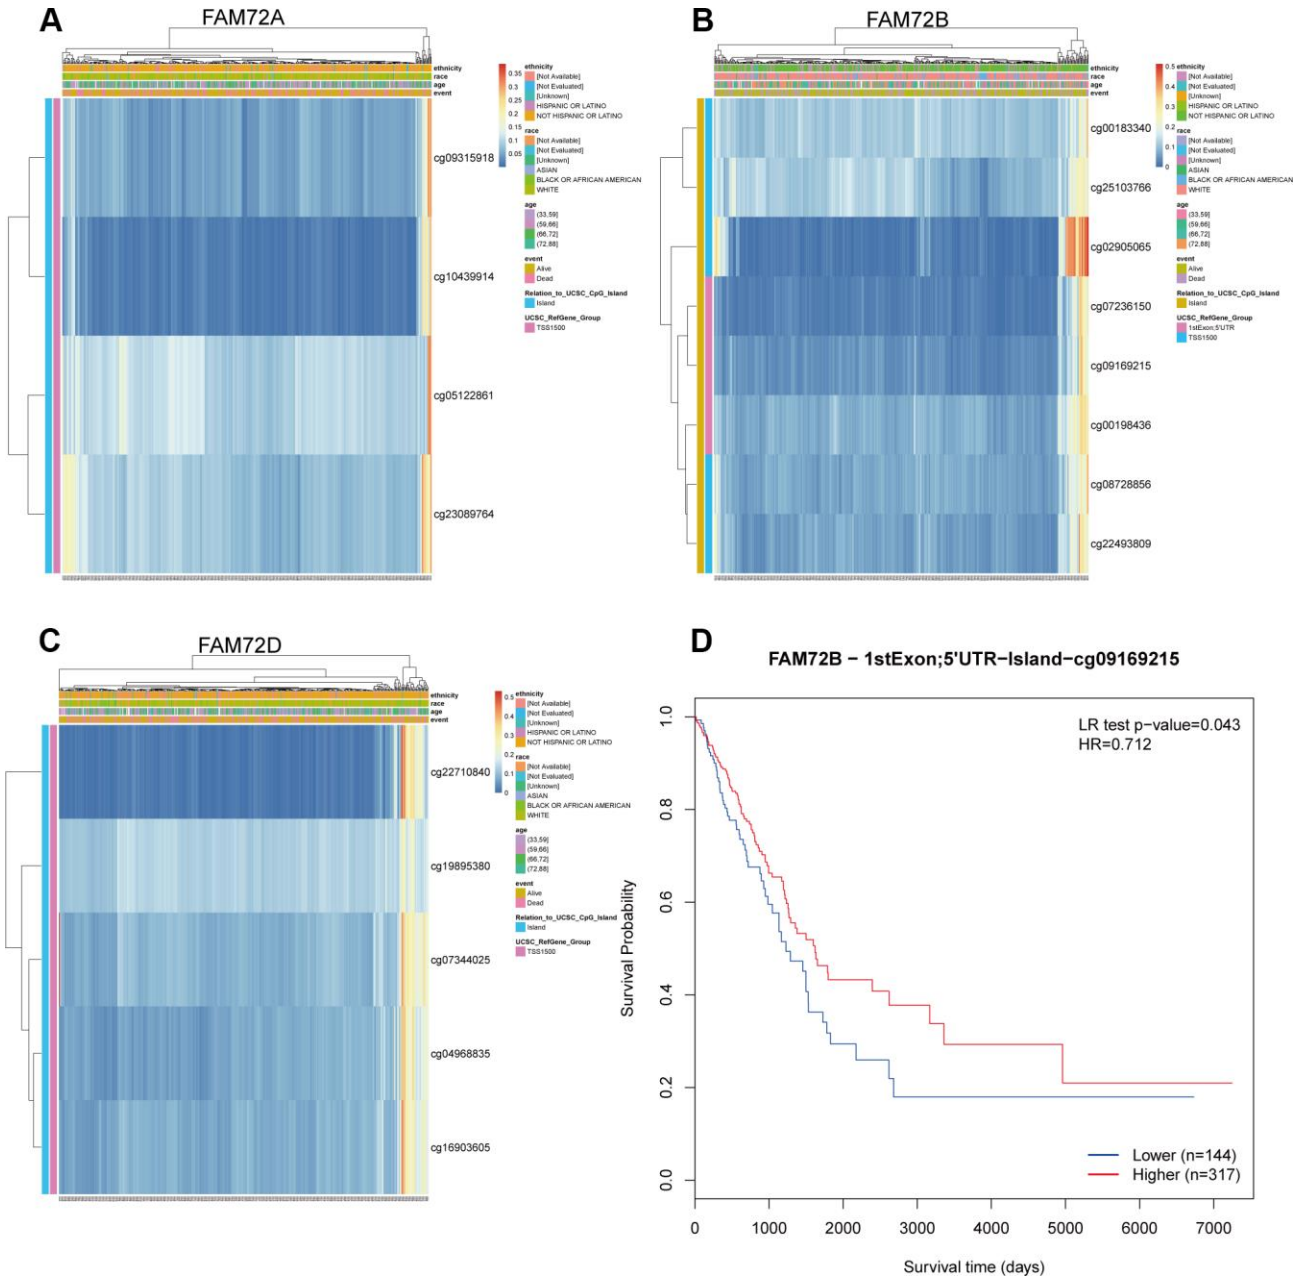 A
FAM72A
ethnicity
race
age
event
cg09315918
cg10439914
cg05122861
cg23089764
0.35
0.3
0.25
0.2
0.15
0.1
0.05
ethnicity
[Not Available]
[Not Evaluated]
[Unknown]
HISPANIC OR LATINO
NOT HISPANIC OR LATINO
race
[Not Available]
[Not Evaluated]
[Unknown]
ASIAN
BLACK OR AFRICAN AMERICAN
WHITE
age
(33,59]
(59,66]
(66,72]
(72,88]
event
Alive
Dead
Relation_to_UCSC_CpG_Island
Island
UCSC_RefGene_Group
TSS1500
B
FAM72B
ethnicity
race
age
event
cg00183340
cg25103766
cg02905065
cg07236150
cg09169215
cg00198436
cg08728856
cg22493809
0.5
0.4
0.3
0.2
0.1
0
ethnicity
[Not Available]
[Not Evaluated]
[Unknown]
HISPANIC OR LATINO
NOT HISPANIC OR LATINO
race
[Not Available]
[Not Evaluated]
[Unknown]
ASIAN
BLACK OR AFRICAN AMERICAN
WHITE
age
(33,59]
(59,66]
(66,72]
(72,88]
event
Alive
Dead
Relation_to_UCSC_CpG_Island
Island
UCSC_RefGene_Group
1stExon;5'UTR
TSS1500
C
FAM72D
ethnicity
race
age
event
cg22710840
cg19895380
cg07344025
cg04968835
cg16903605
0.5
0.4
0.3
0.2
0.1
0
ethnicity
[Not Available]
[Not Evaluated]
[Unknown]
HISPANIC OR LATINO
NOT HISPANIC OR LATINO
race
[Not Available]
[Not Evaluated]
[Unknown]
ASIAN
BLACK OR AFRICAN AMERICAN
WHITE
age
(33,59]
(59,66]
(66,72]
(72,88]
event
Alive
Dead
Relation_to_UCSC_CpG_Island
Island
UCSC_RefGene_Group
TSS1500
D
FAM72B − 1stExon;5'UTR−Island−cg09169215
LR test p−value=0.043
HR=0.712
Survival Probability
1.0
0.8
0.6
0.4
0.2
0.0
Lower (n=144)
Higher (n=317)
0 1000 2000 3000 4000 5000 6000 7000
Survival time (days)